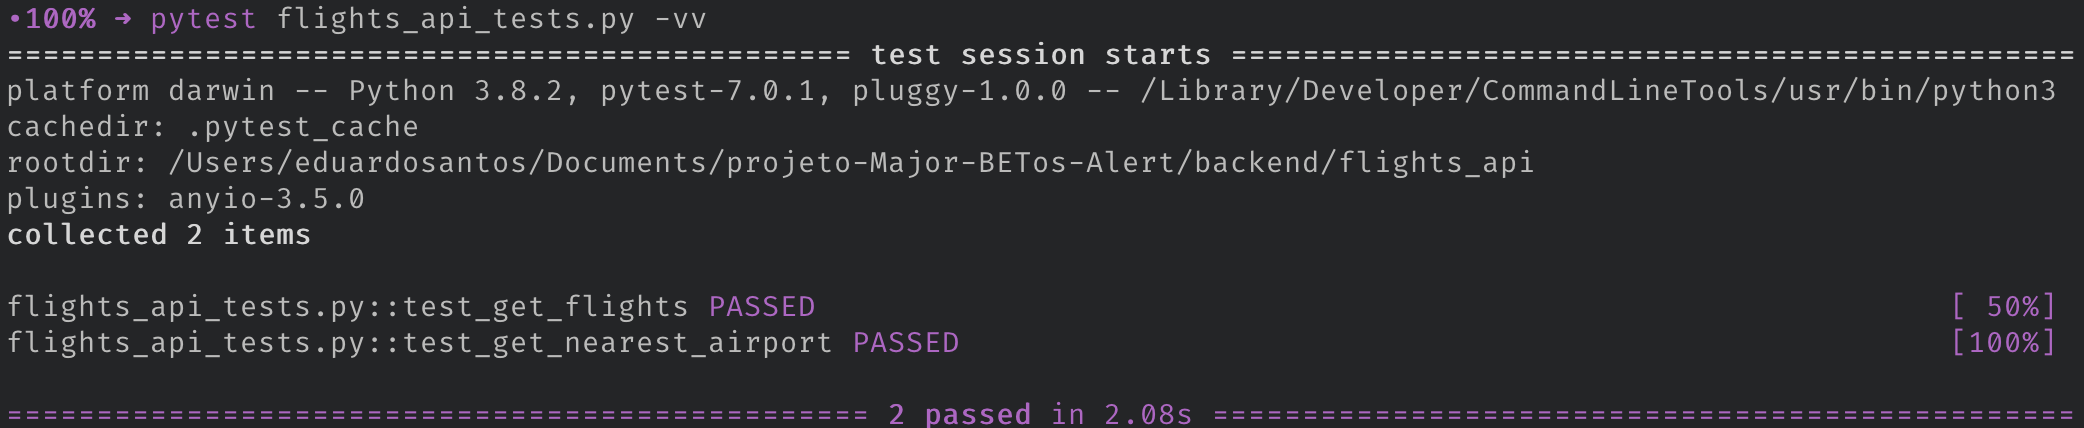 •100% ➜ pytest flights_api_tests.py -vv
=============================================== test session starts ===============================================
platform darwin -- Python 3.8.2, pytest-7.0.1, pluggy-1.0.0 -- /Library/Developer/CommandLineTools/usr/bin/python3
cachedir: .pytest_cache
rootdir: /Users/eduardosantos/Documents/projeto-Major-BETos-Alert/backend/flights_api
plugins: anyio-3.5.0
collected 2 items
flights_api_tests.py::test_get_flights PASSED [ 50%]
flights_api_tests.py::test_get_nearest_airport PASSED [100%]
================================================ 2 passed in 2.08s ================================================